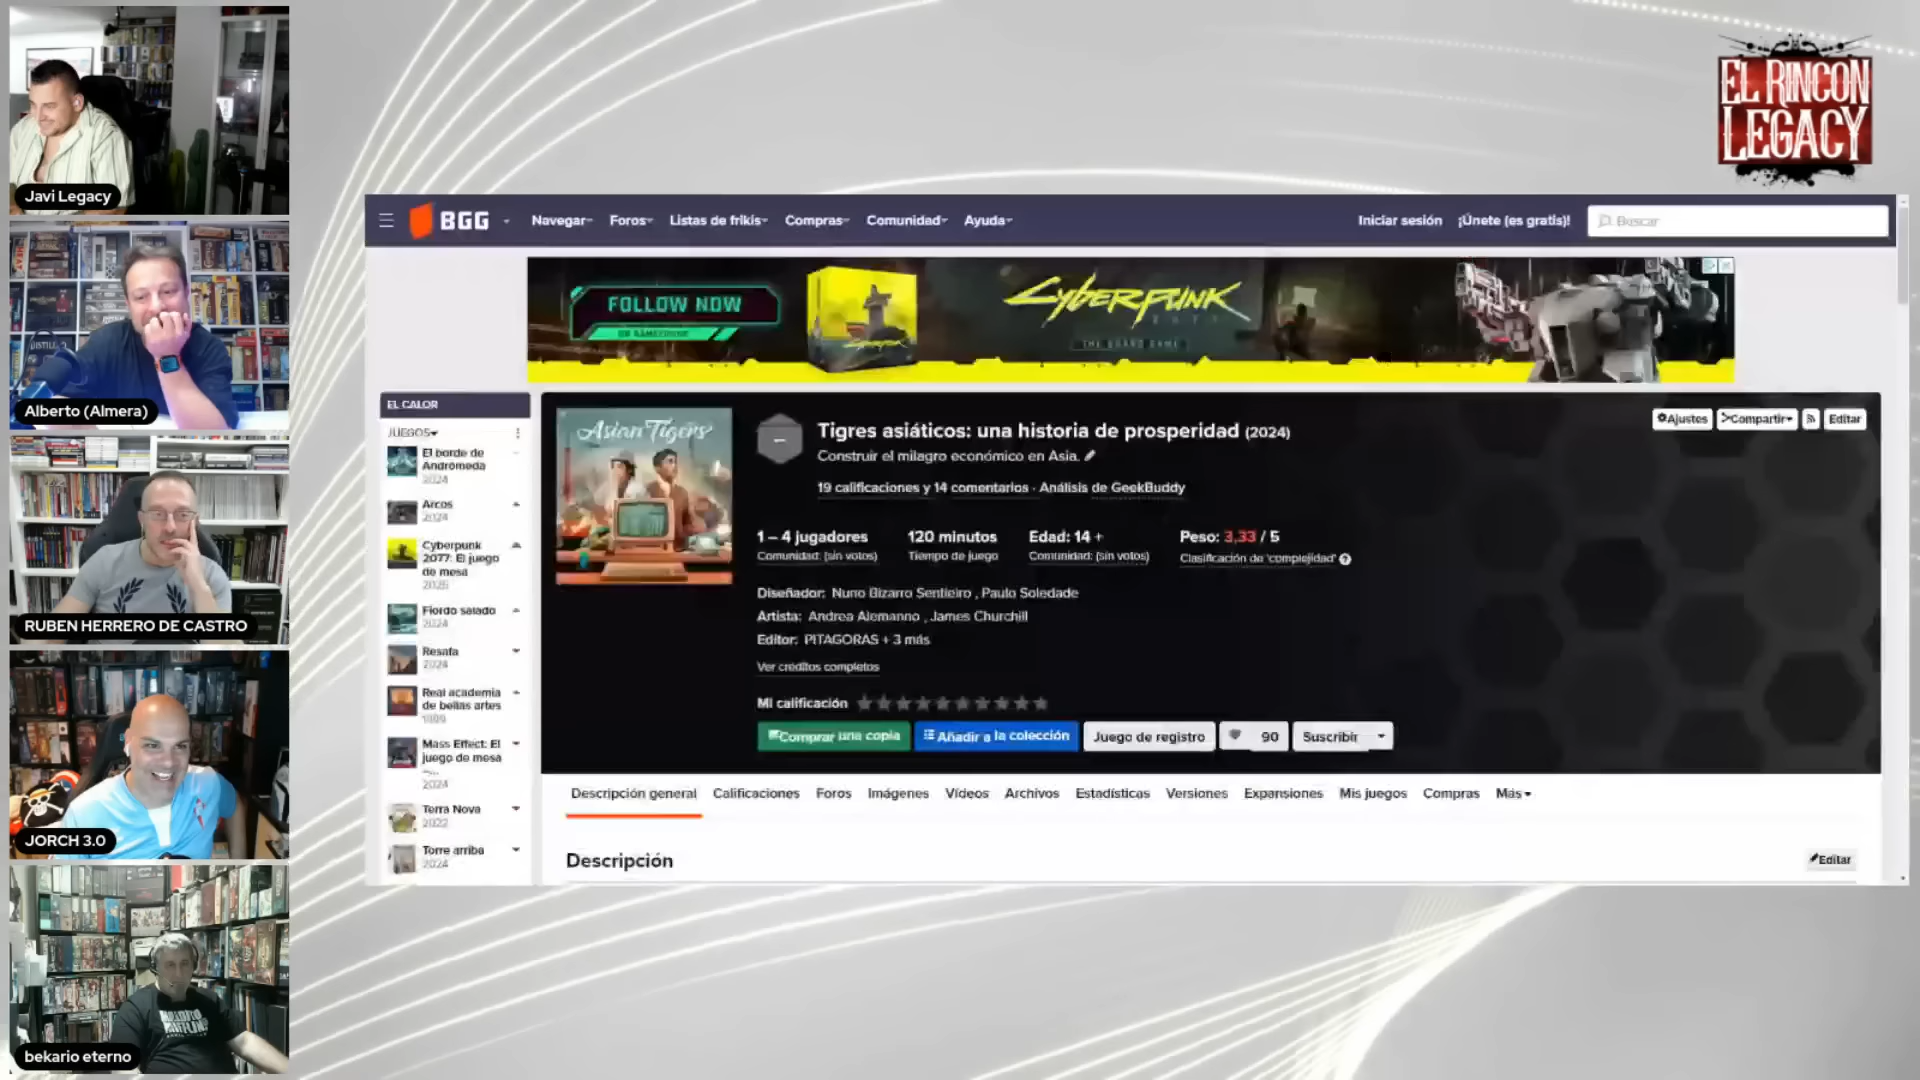 Javi Legacy
Alberto (Almera)
RUBEN HERRERO DE CASTRO
JORCH 3.0
bekario eterno
EL RINCON
LEGACY
BGG
Navegar
Foros
Listas de frikis
Compras
Comunidad
Ayuda
Iniciar sesión
¡Únete (es gratis)!
Buscar
FOLLOW NOW
CYBERPUNK
2077
THE BOARD GAME
EL CALOR
JUEGOS
El borde de
Andrómeda
2024
Arcos
2024
Cyberpunk
2077: El juego
de mesa
2025
Fiordo salado
2024
Resafa
2024
Real academia
de bellas artes
1999
Mass Effect: El
juego de mesa
...
2024
Terra Nova
2022
Torre arriba
2024
Asian Tigers
Tigres asiáticos: una historia de prosperidad (2024)
Construir el milagro económico en Asia.
19 calificaciones y 14 comentarios · Análisis de GeekBuddy
Ajustes
Compartir
Editar
1 – 4 jugadores
Comunidad: (sin votos)
120 minutos
Tiempo de juego
Edad: 14 +
Comunidad: (sin votos)
Peso: 3,33 / 5
Clasificación de 'complejidad'
Diseñador: Nuno Bizarro Sentieiro , Paulo Soledade
Artista: Andrea Alemanno , James Churchill
Editor: PITAGORAS + 3 más
Ver créditos completos
Mi calificación
Comprar una copia
Añadir a la colección
Juego de registro
90
Suscribir
Descripción general
Calificaciones
Foros
Imágenes
Vídeos
Archivos
Estadísticas
Versiones
Expansiones
Mis juegos
Compras
Más
Descripción
Editar